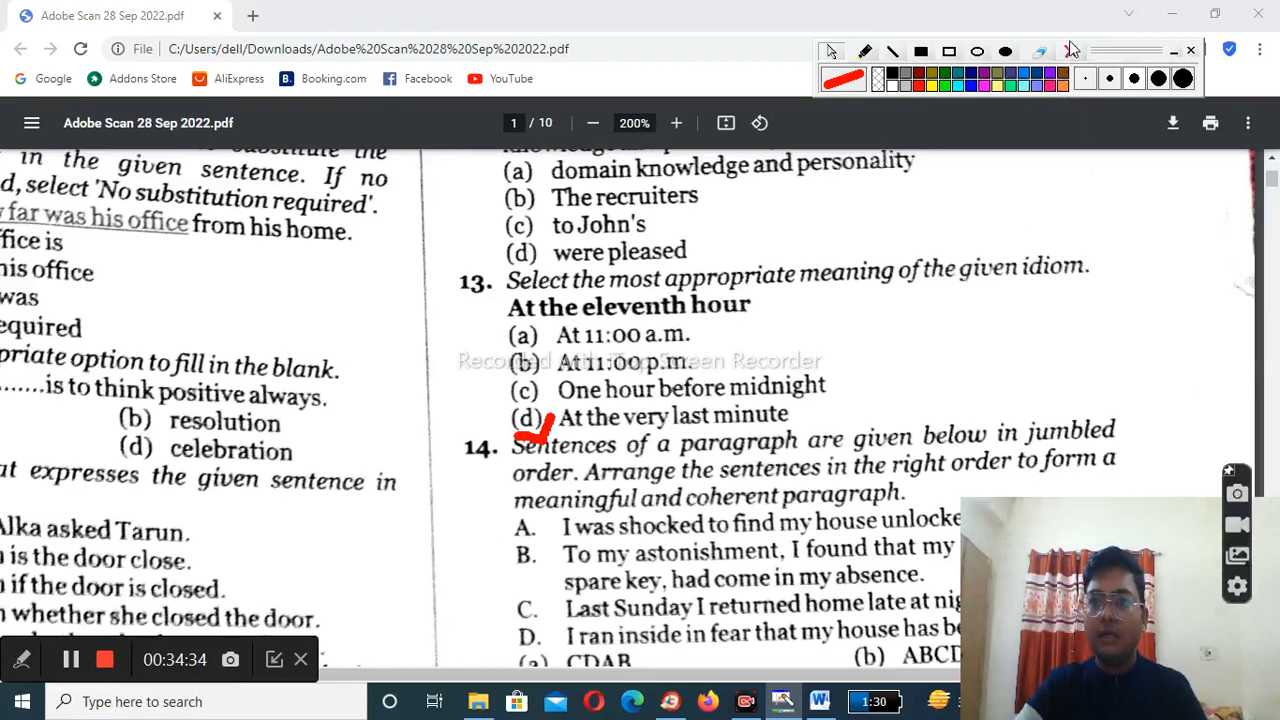 Adobe Scan 28 Sep 2022.pdf
File C:/Users/dell/Downloads/Adobe%20Scan%2028%20Sep%202022.pdf
Google Addons Store AliExpress Booking.com Facebook YouTube
Adobe Scan 28 Sep 2022.pdf 1 / 10 200%
in the given sentence. If no
d, select 'No substitution required'.
far was his office from his home.
ffice is
his office
was
equired
priate option to fill in the blank.
.......is to think positive always.
(b) resolution
(d) celebration
at expresses the given sentence in
Alka asked Tarun.
is the door close.
if the door is closed.
whether she closed the door.
(a) domain knowledge and personality
(b) The recruiters
(c) to John's
(d) were pleased
13. Select the most appropriate meaning of the given idiom.
At the eleventh hour
(a) At 11:00 a.m.
(b) At 11:00 p.m.
Recorded with iTop Screen Recorder
(c) One hour before midnight
(d) At the very last minute
14. Sentences of a paragraph are given below in jumbled
order. Arrange the sentences in the right order to form a
meaningful and coherent paragraph.
A. I was shocked to find my house unlocke
B. To my astonishment, I found that my
spare key, had come in my absence.
C. Last Sunday I returned home late at nig
D. I ran inside in fear that my house has be
(a) CDAB (b) ABCD
00:34:34
Type here to search
1:30